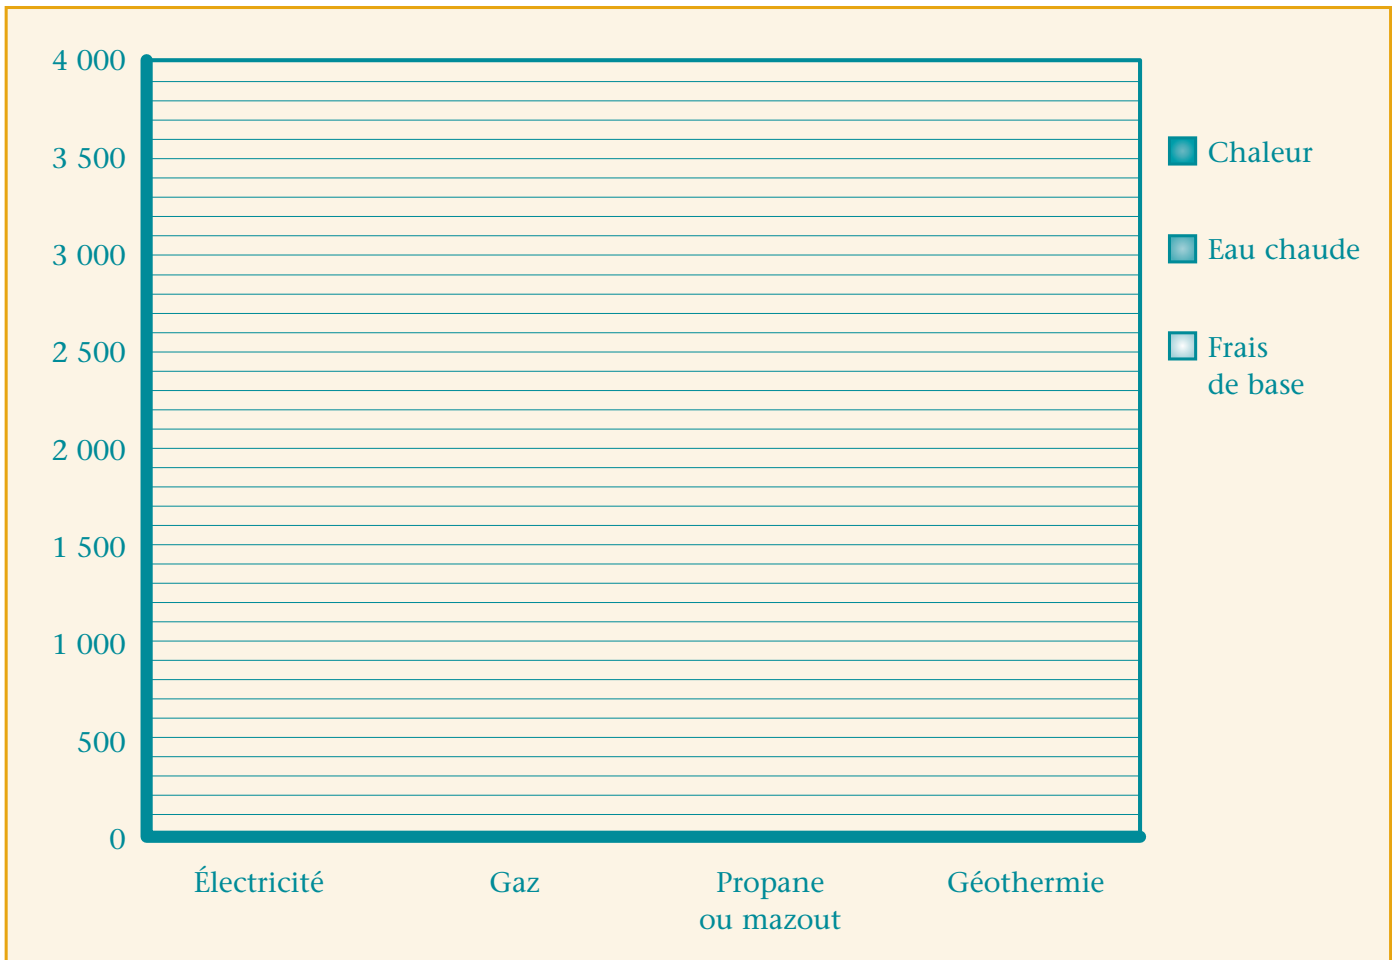 4 000
3 500
3 000
2 500
2 000
1 500
1 000
500
0
Électricité
Gaz
Propane
ou mazout
Géothermie
Chaleur
Eau chaude
Frais
de base